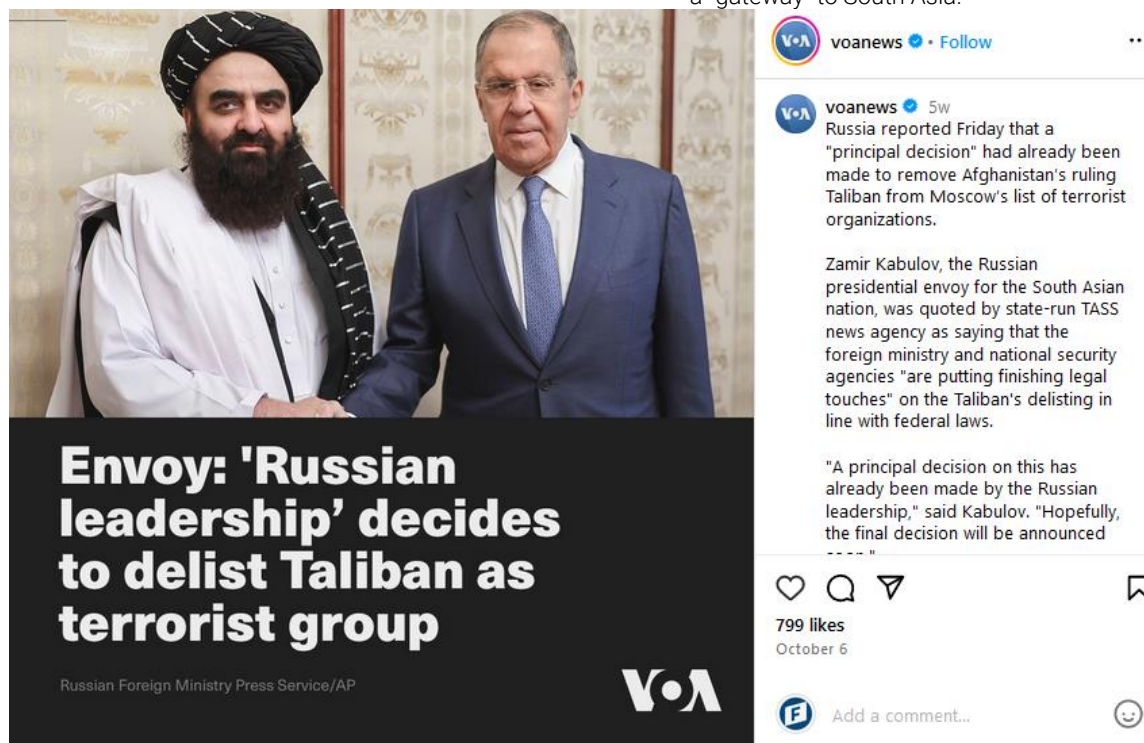 a "gateway" to South Asia.
Envoy: 'Russian
leadership’ decides
to delist Taliban as
terrorist group
Russian Foreign Ministry Press Service/AP
VOA
VOA
voanews • Follow
VOA
voanews 5w
Russia reported Friday that a
"principal decision" had already been
made to remove Afghanistan's ruling
Taliban from Moscow's list of terrorist
organizations.
Zamir Kabulov, the Russian
presidential envoy for the South Asian
nation, was quoted by state-run TASS
news agency as saying that the
foreign ministry and national security
agencies "are putting finishing legal
touches" on the Taliban's delisting in
line with federal laws.
"A principal decision on this has
already been made by the Russian
leadership," said Kabulov. "Hopefully,
the final decision will be announced
799 likes
October 6
F
Add a comment...